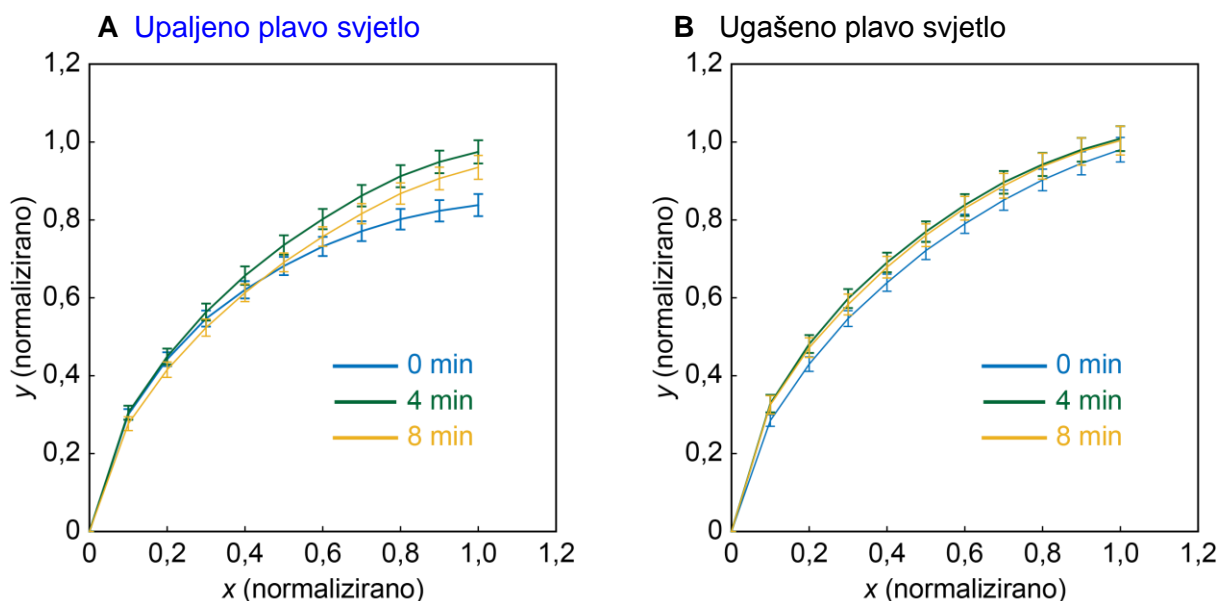 A Upaljeno plavo svjetlo
1,2
1,0
0,8
0,6
0,4
0,2
0
y (normalizirano)
0 min
4 min
8 min
0 0,2 0,4 0,6 0,8 1,0 1,2
x (normalizirano)
B Ugašeno plavo svjetlo
1,2
1,0
0,8
0,6
0,4
0,2
0
y (normalizirano)
0 min
4 min
8 min
0 0,2 0,4 0,6 0,8 1,0 1,2
x (normalizirano)